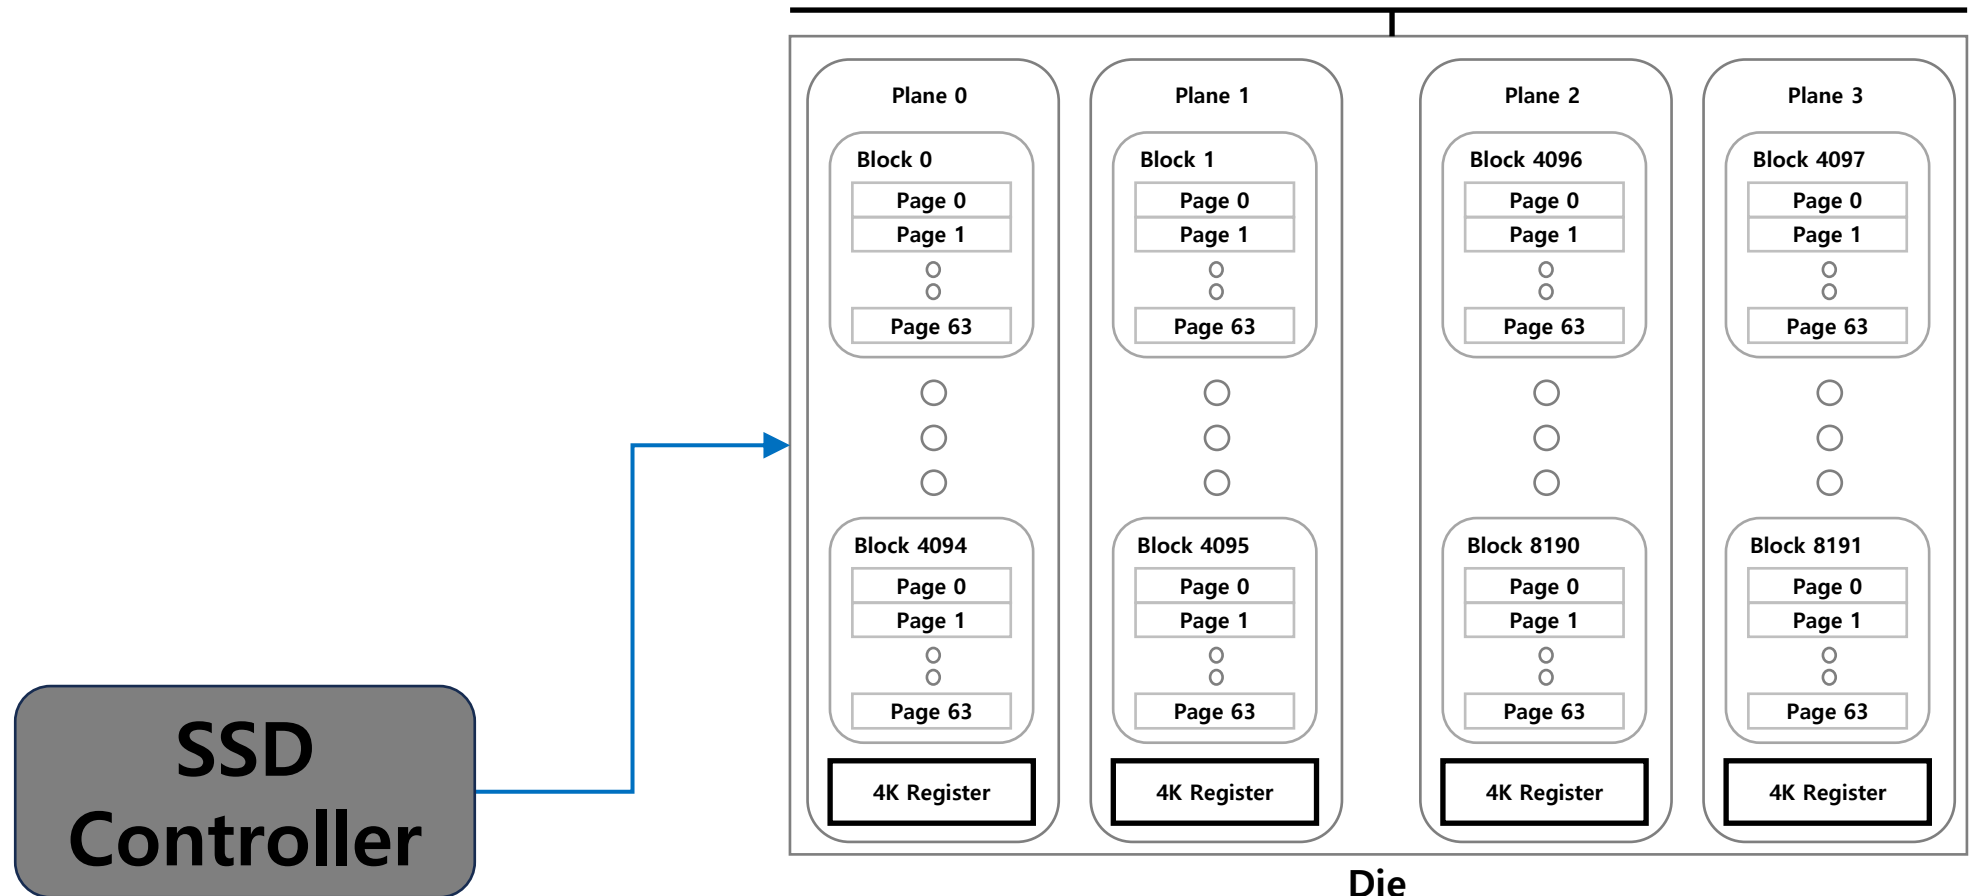 Plane 0
Block 0
Page 0
Page 1
Page 63
Block 4094
Page 0
Page 1
Page 63
4K Register
Plane 1
Block 1
Page 0
Page 1
Page 63
Block 4095
Page 0
Page 1
Page 63
4K Register
Plane 2
Block 4096
Page 0
Page 1
Page 63
Block 8190
Page 0
Page 1
Page 63
4K Register
Plane 3
Block 4097
Page 0
Page 1
Page 63
Block 8191
Page 0
Page 1
Page 63
4K Register
SSD
Controller
Die